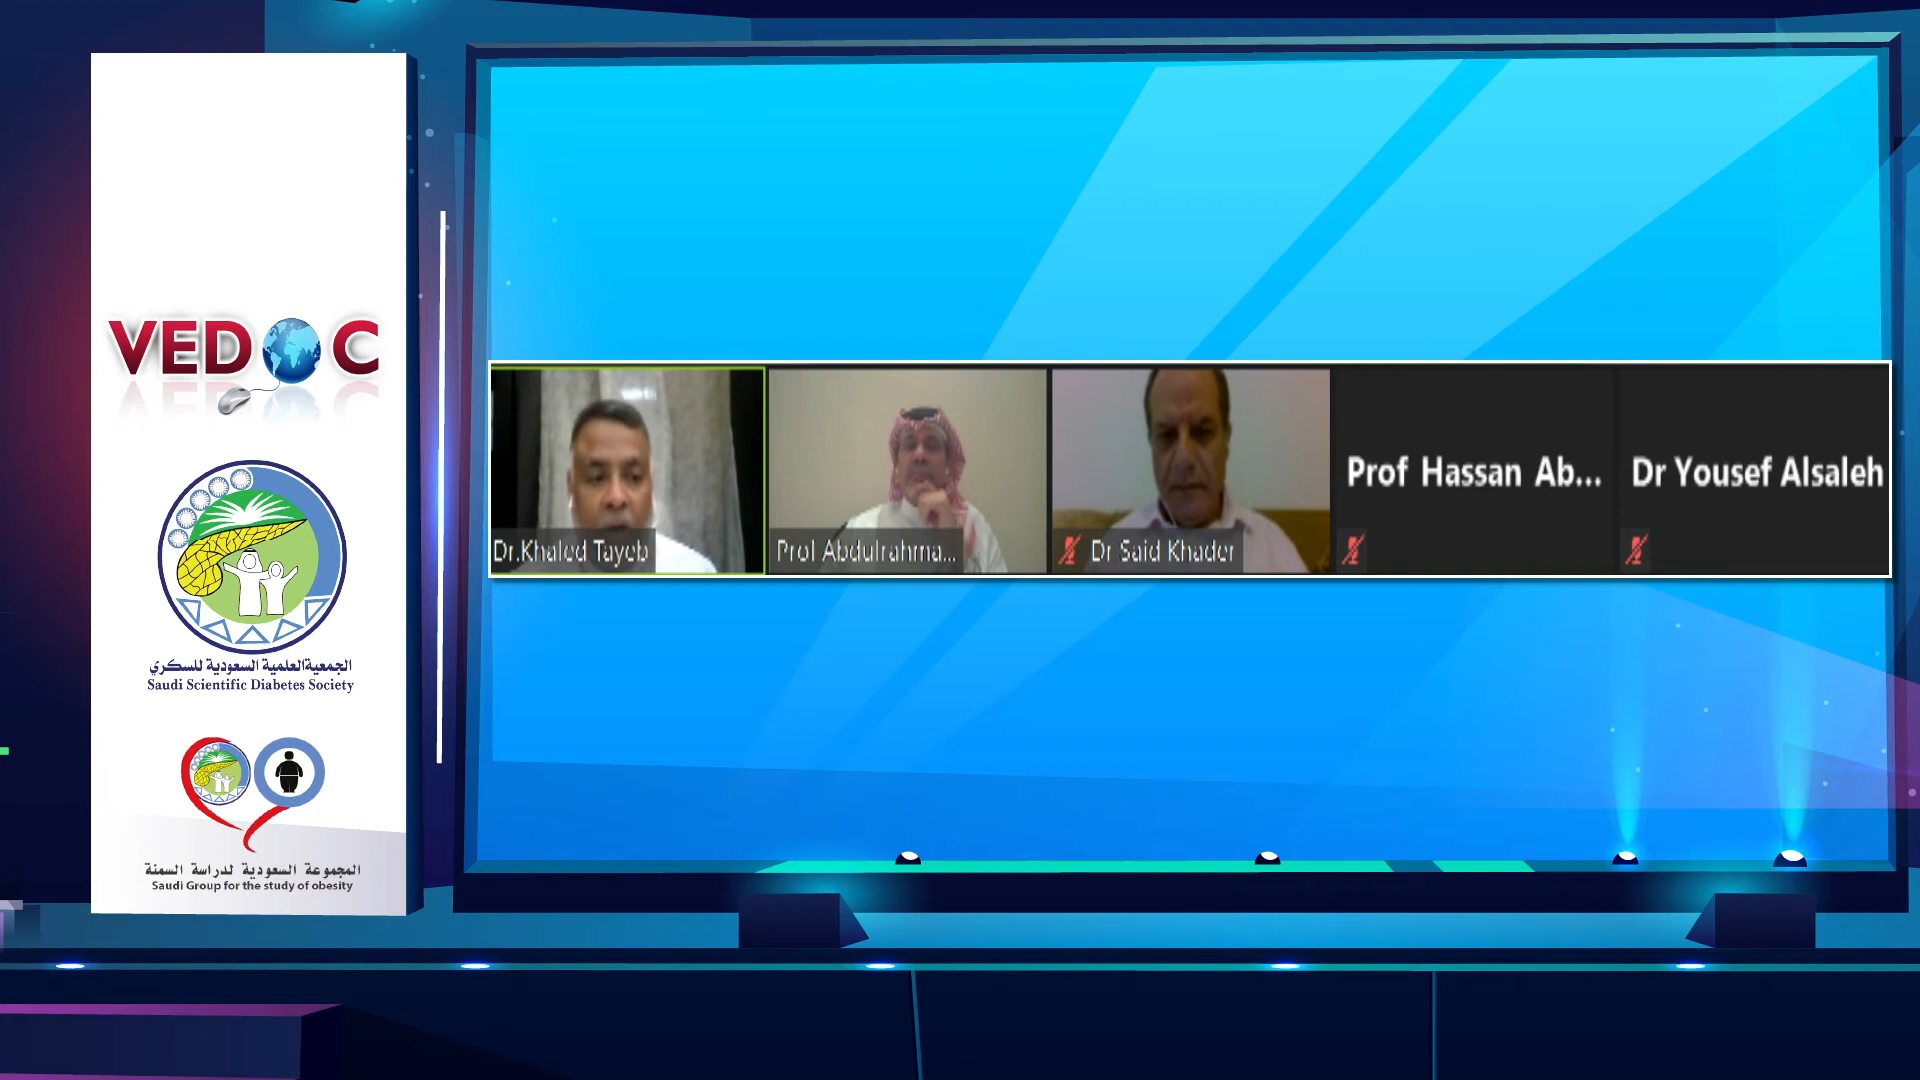 VEDOC
الجمعية العلمية السعودية للسكري
Saudi Scientific Diabetes Society
المجموعة السعودية لدراسة السمنة
Saudi Group for the study of obesity
Dr.Khaled Tayeb
Prof Abdulrahma...
Dr Said Khader
Prof Hassan Ab...
Dr Yousef Alsaleh